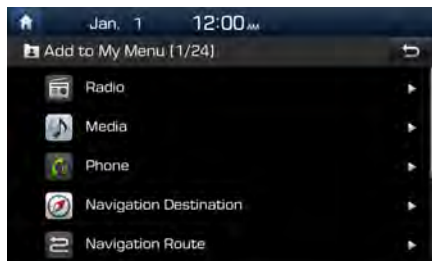 Jan. 1 12:00 AM
Add to My Menu (1/24)
Radio
Media
Phone
Navigation Destination
Navigation Route